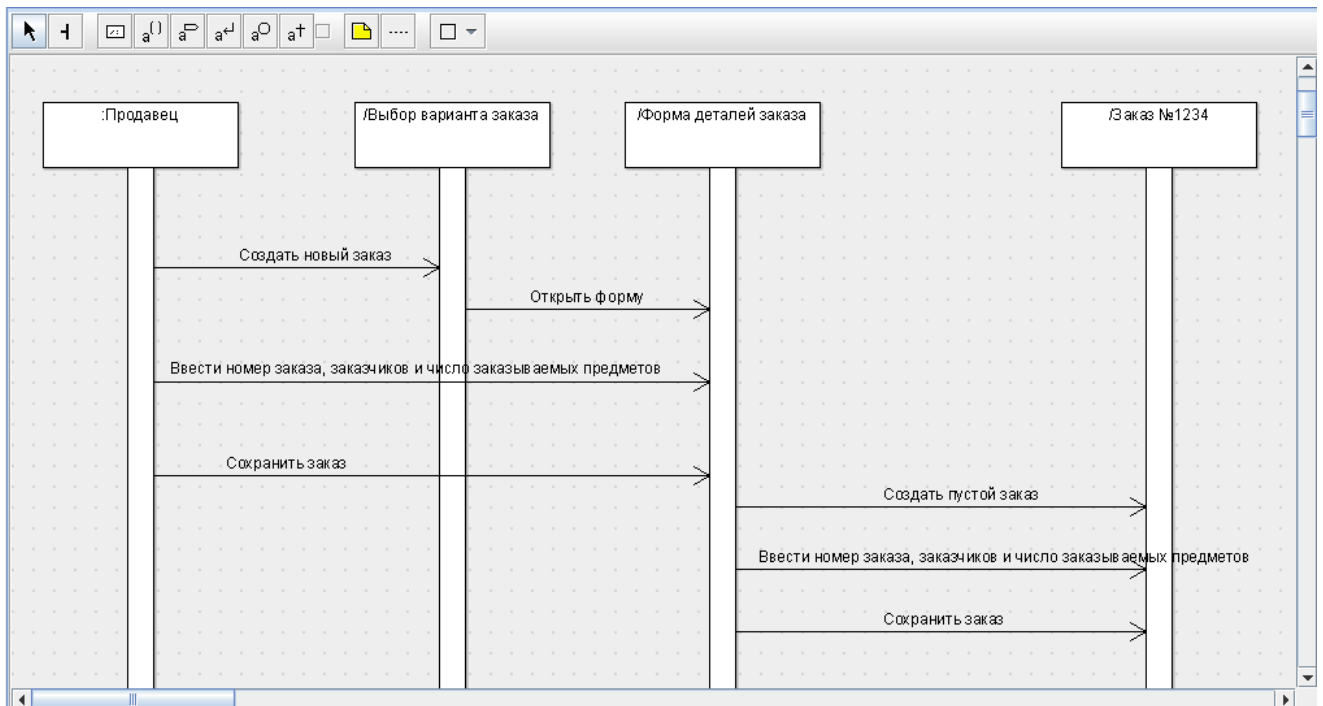 :Продавец
/Выбор варианта заказа
/Форма деталей заказа
/Заказ №1234
Создать новый заказ
Открыть форму
Ввести номер заказа, заказчиков и число заказываемых предметов
Сохранить заказ
Создать пустой заказ
Ввести номер заказа, заказчиков и число заказываемых предметов
Сохранить заказ